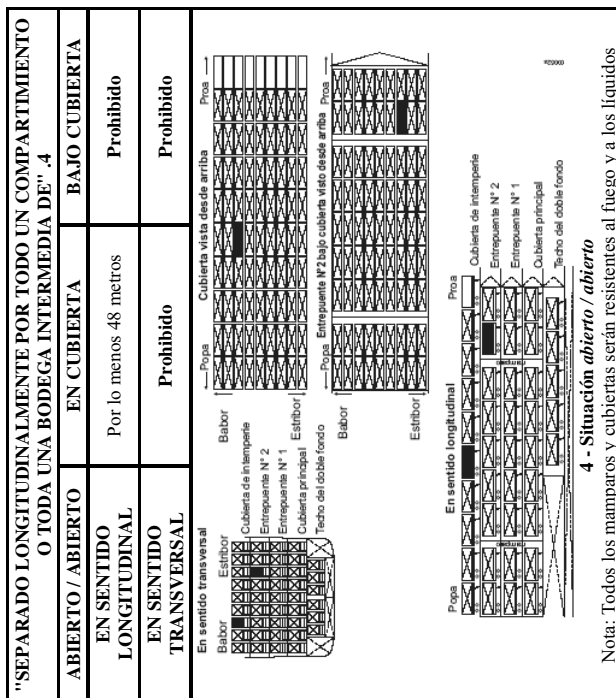 "SEPARADO LONGITUDINALMENTE POR TODO UN COMPARTIMIENTO
O TODA UNA BODEGA INTERMEDIA DE" .4
ABIERTO / ABIERTO
EN CUBIERTA
BAJO CUBIERTA
EN SENTIDO
LONGITUDINAL
Por lo menos 48 metros
Prohibido
EN SENTIDO
TRANSVERSAL
Prohibido
Prohibido
En sentido transversal
Babor
Estribor
Cubierta de intemperie
Entrepuente N° 2
Entrepuente N° 1
Cubierta principal
Techo del doble fondo
Cubierta vista desde arriba
Popa
Proa
Babor
Estribor
Entrepuente N°2 bajo cubierta visto desde arriba
Popa
Proa
Babor
Estribor
En sentido longitudinal
Popa
Proa
Cubierta de intemperie
Entrepuente N° 2
Entrepuente N° 1
Cubierta principal
Techo del doble fondo
4 - Situación abierto / abierto
Nota: Todos los mamparos y cubiertas serán resistentes al fuego y a los líquidos